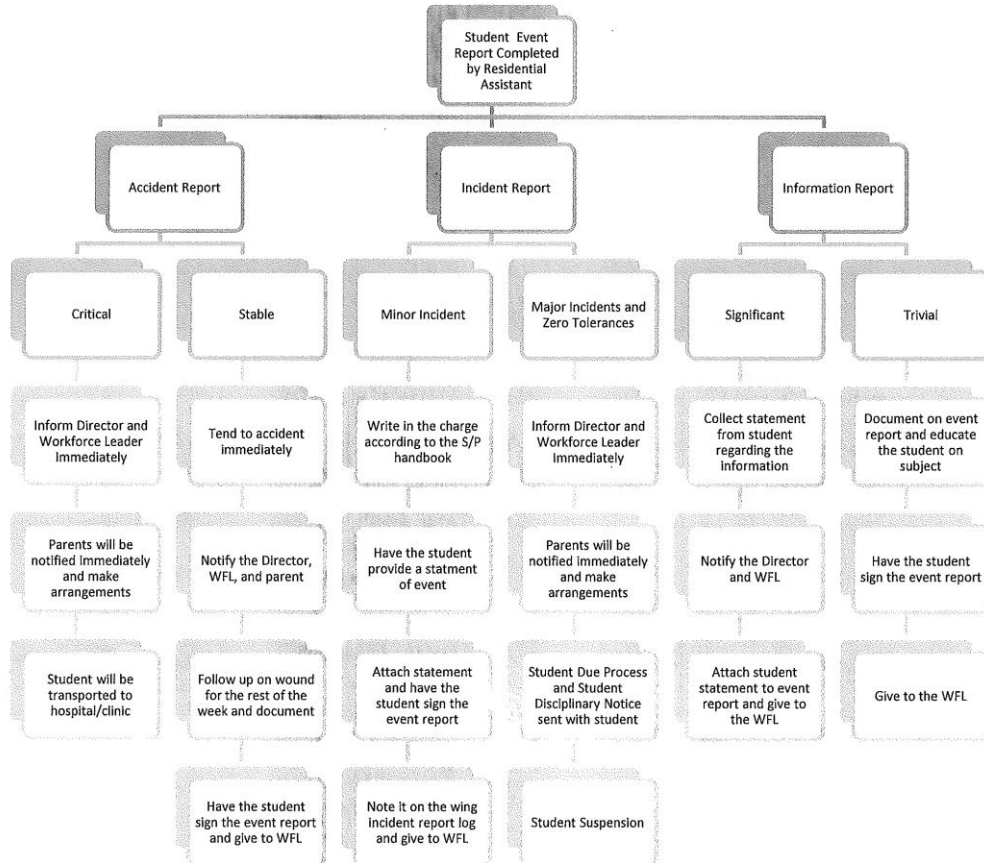 Student Event
Report Completed
by Residential
Assistant
Accident Report
Incident Report
Information Report
Critical
Stable
Minor Incident
Major Incidents and
Zero Tolerances
Significant
Trivial
Inform Director and
Workforce Leader
Immediately
Tend to accident
immediately
Write in the charge
according to the S/P
handbook
Inform Director and
Workforce Leader
Immediately
Collect statement
from student
regarding the
information
Document on event
report and educate
the student on
subject
Parents will be
notified immediately
and make
arrangements
Notify the Director,
WFL, and parent
Have the student
provide a statment
of event
Parents will be
notified immediately
and make
arrangements
Notify the Director
and WFL
Have the student
sign the event report
Student will be
transported to
hospital/clinic
Follow up on wound
for the rest of the
week and document
Attach statement
and have the
student sign the
event report
Student Due Process
and Student
Disciplinary Notice
sent with student
Attach student
statement to event
report and give to
the WFL
Give to the WFL
Have the student
sign the event report
and give to WFL
Note it on the wing
incident report log
and give to WFL
Student Suspension